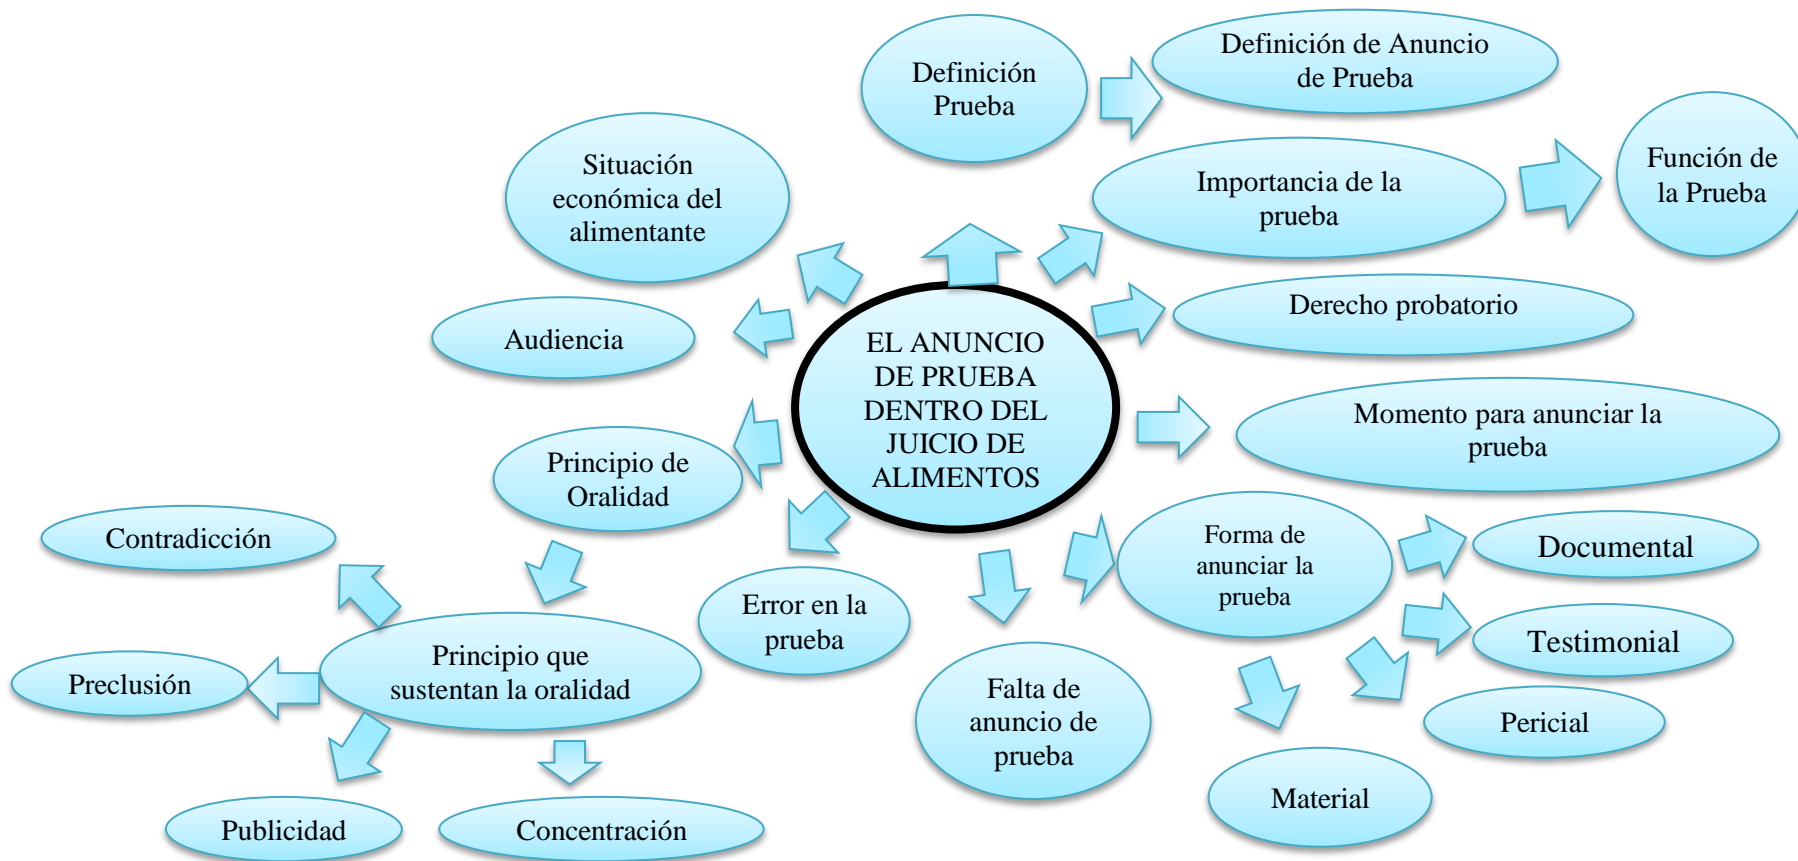 Definición
Prueba
Definición de Anuncio
de Prueba
Situación
económica del
alimentante
Importancia de la
prueba
Función de
la Prueba
Audiencia
Derecho probatorio
EL ANUNCIO
DE PRUEBA
DENTRO DEL
JUICIO DE
ALIMENTOS
Momento para anunciar la
prueba
Principio de
Oralidad
Contradicción
Forma de
anunciar la
prueba
Documental
Error en la
prueba
Testimonial
Principio que
sustentan la oralidad
Preclusión
Falta de
anuncio de
prueba
Pericial
Material
Publicidad
Concentración